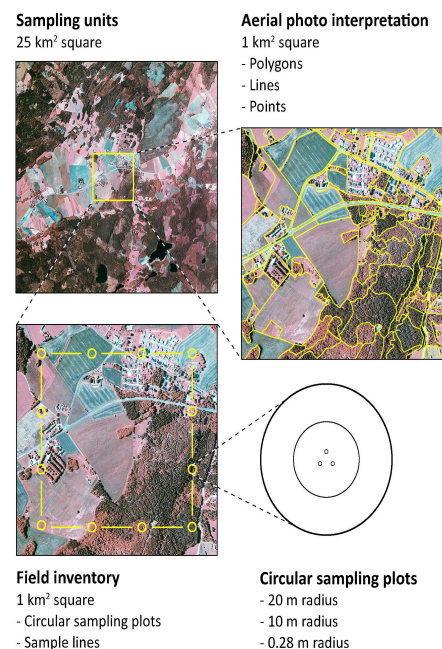 Sampling units
25 km² square
Aerial photo interpretation
1 km² square
- Polygons
- Lines
- Points
Field inventory
1 km² square
- Circular sampling plots
- Sample lines
Circular sampling plots
- 20 m radius
- 10 m radius
- 0.28 m radius